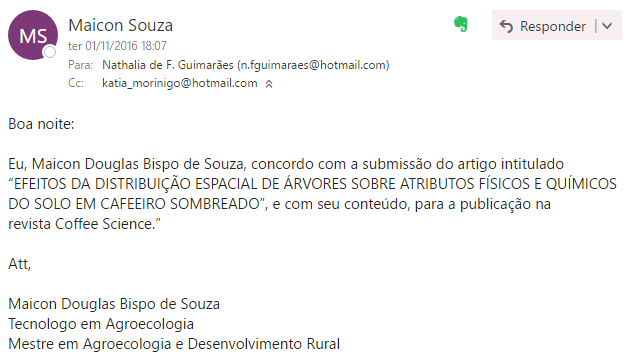 MS
Maicon Souza
ter 01/11/2016 18:07
Para: Nathalia de F. Guimarães (n.fguimaraes@hotmail.com)
Cc: katia_morinigo@hotmail.com
Responder
Boa noite:
Eu, Maicon Douglas Bispo de Souza, concordo com a submissão do artigo intitulado
“EFEITOS DA DISTRIBUIÇÃO ESPACIAL DE ÁRVORES SOBRE ATRIBUTOS FÍSICOS E QUÍMICOS
DO SOLO EM CAFEEIRO SOMBREADO”, e com seu conteúdo, para a publicação na
revista Coffee Science.”
Att,
Maicon Douglas Bispo de Souza
Tecnologo em Agroecologia
Mestre em Agroecologia e Desenvolvimento Rural